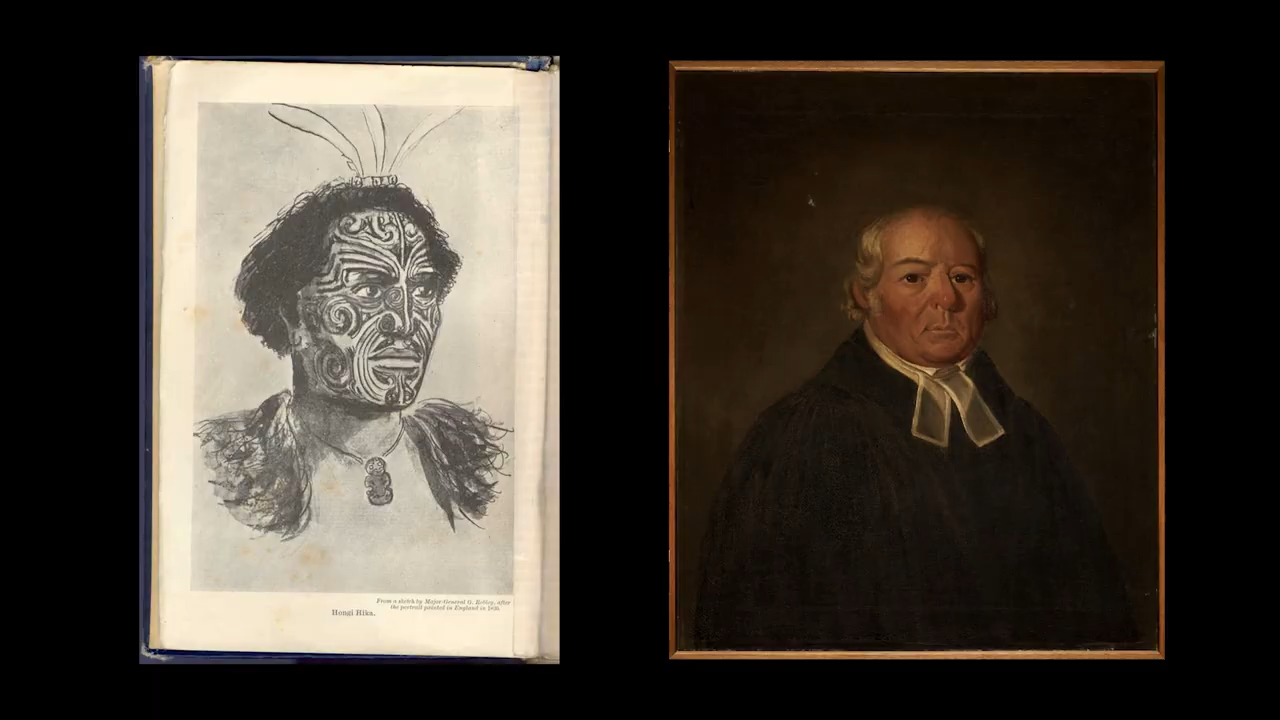 From a sketch by Major-General G. Robley, after
the portrait painted in England in 1820.
Hongi Hika.